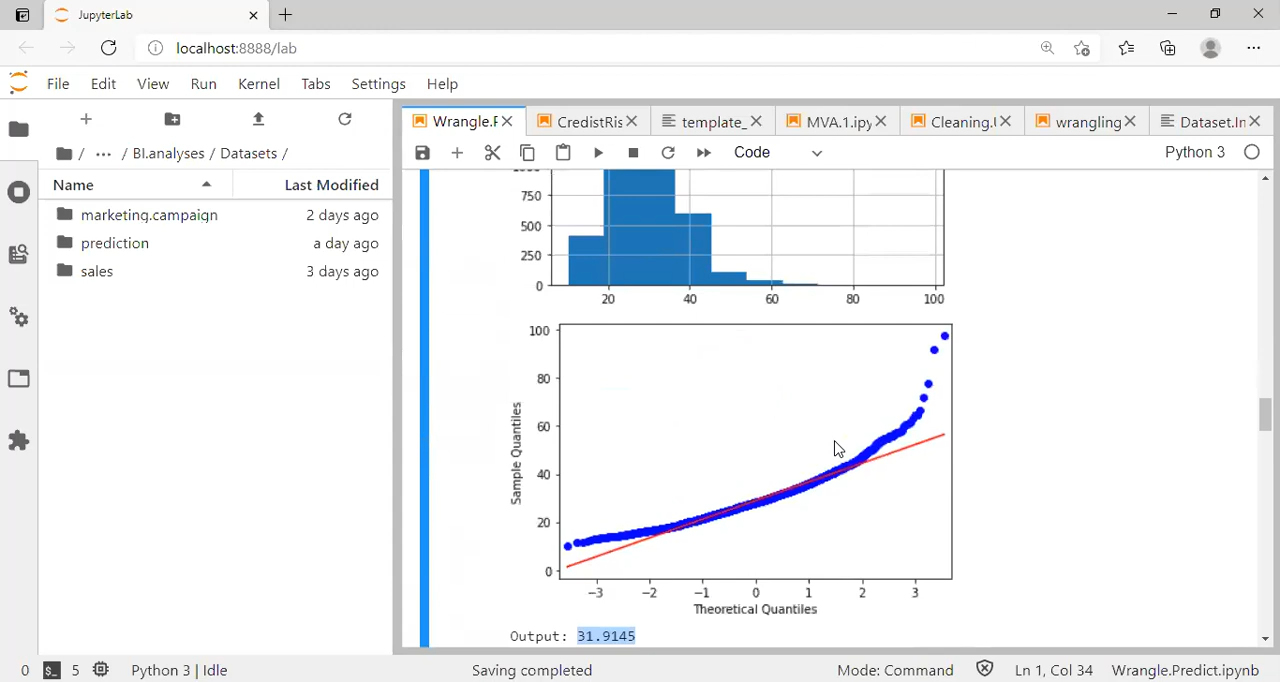 JupyterLab
localhost:8888/lab
File Edit View Run Kernel Tabs Settings Help
Wrangle.F CredistRis template_ MVA.1.ipy Cleaning.( wrangling Dataset.In
/ ··· / BI.analyses / Datasets /
Code Python 3
Name Last Modified
marketing.campaign 2 days ago
prediction a day ago
sales 3 days ago
750
500
250
0
20 40 60 80 100
100
80
60
40
20
0
Sample Quantiles
−3 −2 −1 0 1 2 3
Theoretical Quantiles
Output: 31.9145
0 $_ 5 Python 3 | Idle Saving completed Mode: Command Ln 1, Col 34 Wrangle.Predict.ipynb